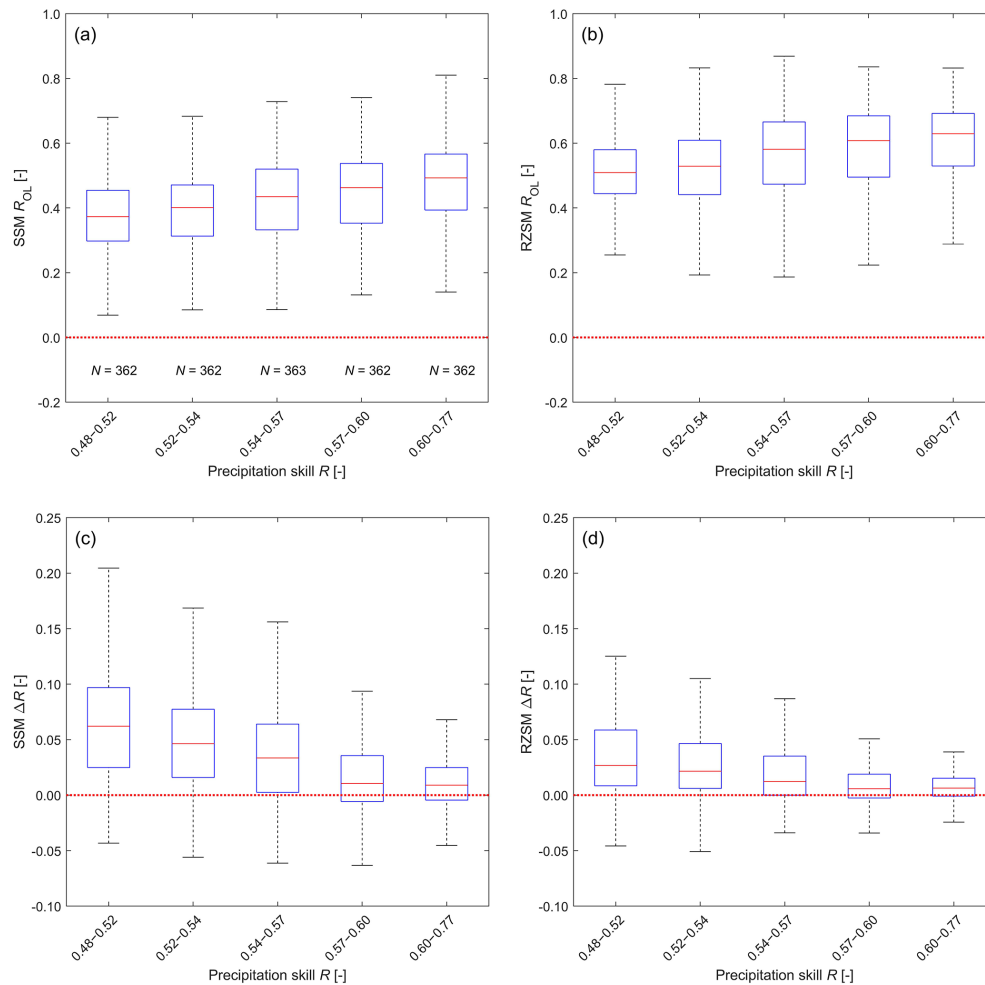 (a)
1.0
0.8
0.6
0.4
0.2
0.0
-0.2
SSM R_OL [-]
N = 362 N = 362 N = 363 N = 362 N = 362
0.48−0.52 0.52−0.54 0.54−0.57 0.57−0.60 0.60−0.77
Precipitation skill R [-]
(b)
1.0
0.8
0.6
0.4
0.2
0.0
-0.2
RZSM R_OL [-]
0.48−0.52 0.52−0.54 0.54−0.57 0.57−0.60 0.60−0.77
Precipitation skill R [-]
(c)
0.25
0.20
0.15
0.10
0.05
0.00
-0.05
-0.10
SSM ΔR [-]
0.48−0.52 0.52−0.54 0.54−0.57 0.57−0.60 0.60−0.77
Precipitation skill R [-]
(d)
0.25
0.20
0.15
0.10
0.05
0.00
-0.05
-0.10
RZSM ΔR [-]
0.48−0.52 0.52−0.54 0.54−0.57 0.57−0.60 0.60−0.77
Precipitation skill R [-]